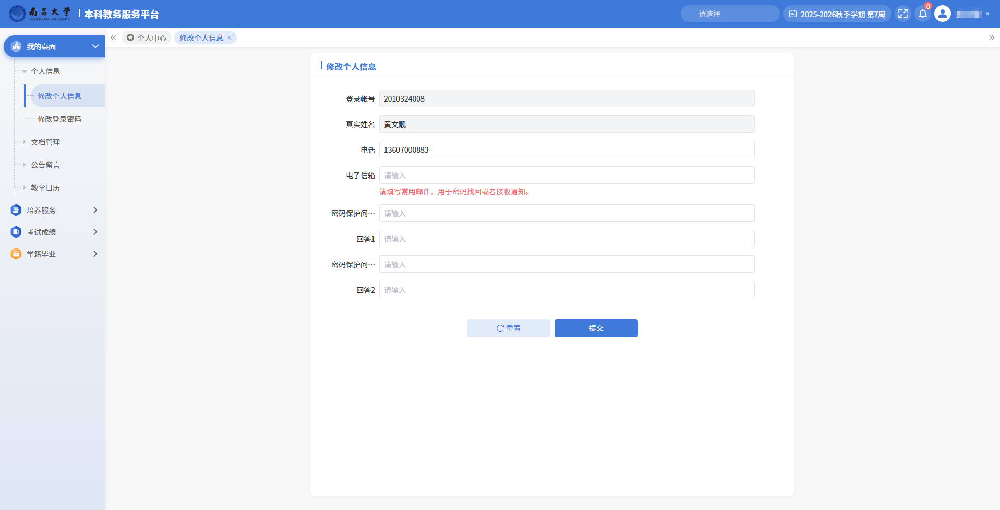 南昌大学
NANCHANG UNIVERSITY
本科教务服务平台
请选择
2025-2026秋季学期 第7周
0
我的桌面
个人中心
修改个人信息
个人信息
修改个人信息
修改登录密码
文档管理
公告留言
教学日历
培养服务
考试成绩
学籍毕业
修改个人信息
登录帐号 2010324008
真实姓名 黄文靓
电话 13607000883
电子信箱 请输入
请填写常用邮件，用于密码找回或者接收通知。
密码保护问… 请输入
回答1 请输入
密码保护问… 请输入
回答2 请输入
重置 提交